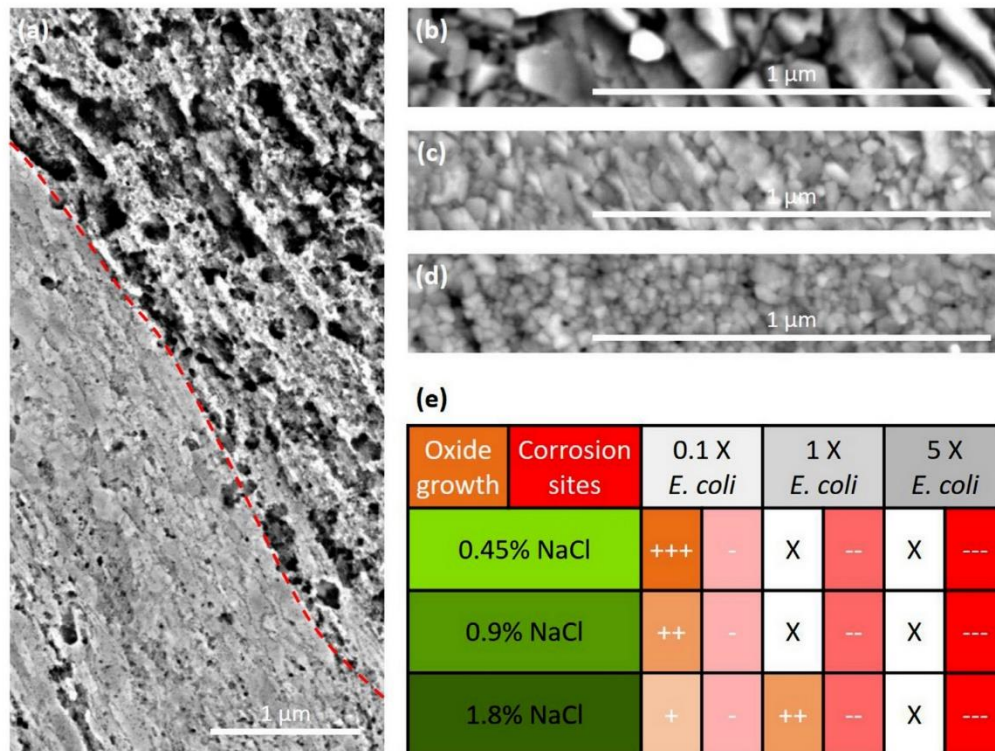 (a)
1 µm
(b)
1 µm
(c)
1 µm
(d)
1 µm
(e)
Oxide growth
Corrosion sites
0.1 X
E. coli
1 X
E. coli
5 X
E. coli
0.45% NaCl
+++
-
X
--
X
---
0.9% NaCl
++
-
X
--
X
---
1.8% NaCl
+
-
++
--
X
---